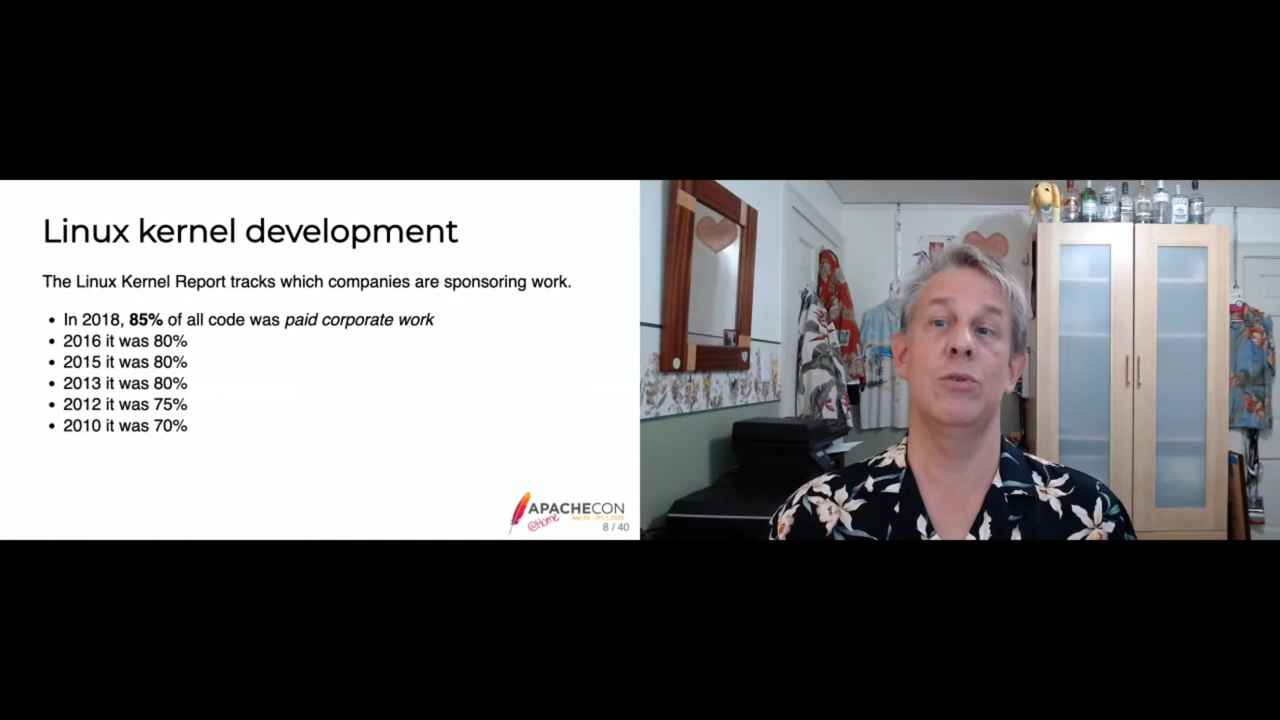 Linux kernel development
The Linux Kernel Report tracks which companies are sponsoring work.
• In 2018, 85% of all code was paid corporate work
• 2016 it was 80%
• 2015 it was 80%
• 2013 it was 80%
• 2012 it was 75%
• 2010 it was 70%
APACHECON
@Home
8 / 40